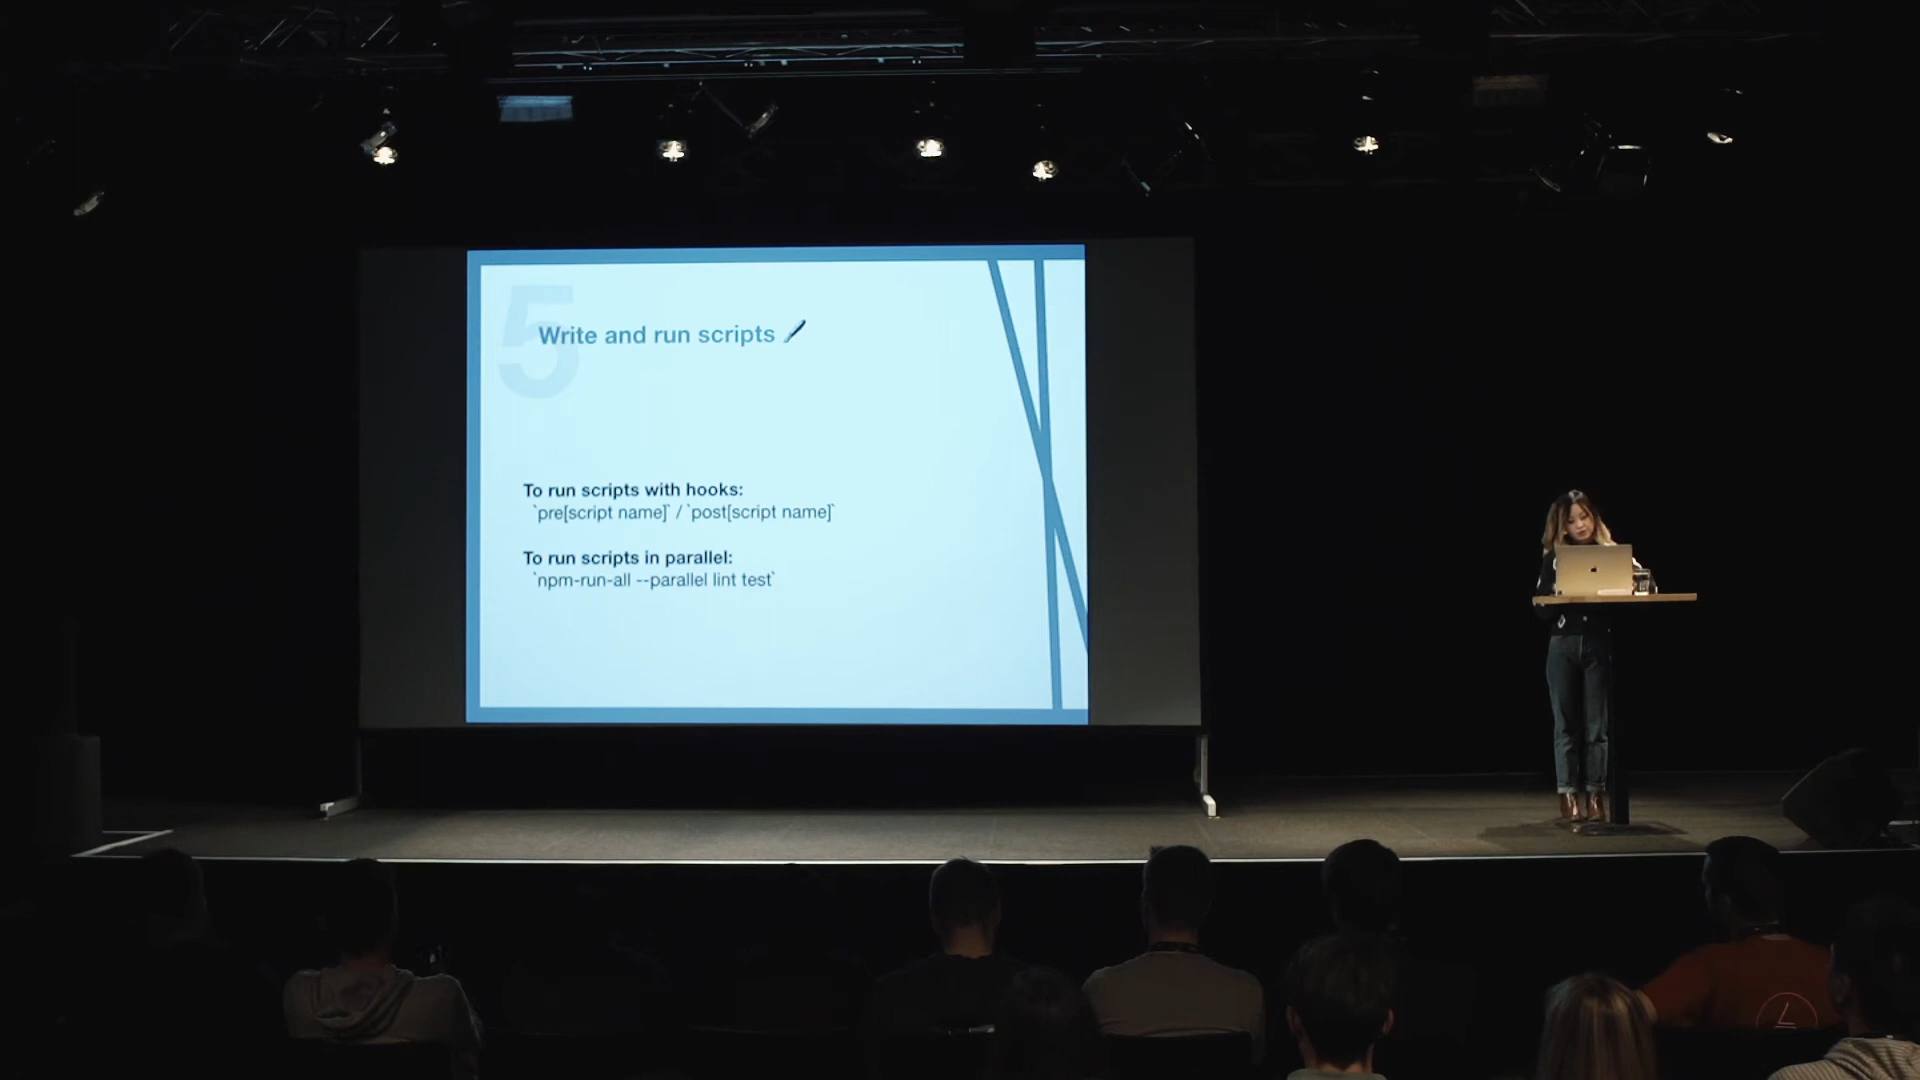 5
Write and run scripts
To run scripts with hooks:
`pre[script name]` / `post[script name]`
To run scripts in parallel:
`npm-run-all --parallel lint test`